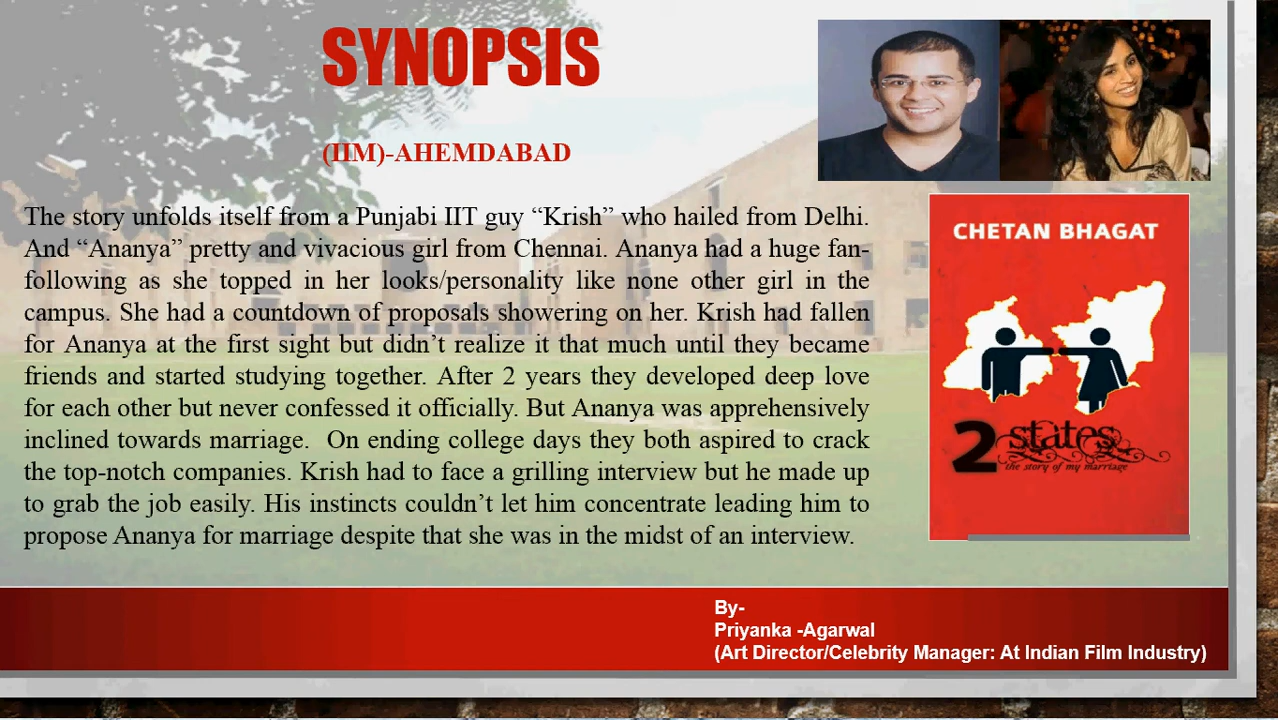 SYNOPSIS
(IIM)-AHEMDABAD
The story unfolds itself from a Punjabi IIT guy “Krish” who hailed from Delhi.
And “Ananya” pretty and vivacious girl from Chennai. Ananya had a huge fan-
following as she topped in her looks/personality like none other girl in the
campus. She had a countdown of proposals showering on her. Krish had fallen
for Ananya at the first sight but didn’t realize it that much until they became
friends and started studying together. After 2 years they developed deep love
for each other but never confessed it officially. But Ananya was apprehensively
inclined towards marriage.  On ending college days they both aspired to crack
the top-notch companies. Krish had to face a grilling interview but he made up
to grab the job easily. His instincts couldn’t let him concentrate leading him to
propose Ananya for marriage despite that she was in the midst of an interview.
CHETAN BHAGAT
2 states
the story of my marriage
By-
Priyanka -Agarwal
(Art Director/Celebrity Manager: At Indian Film Industry)